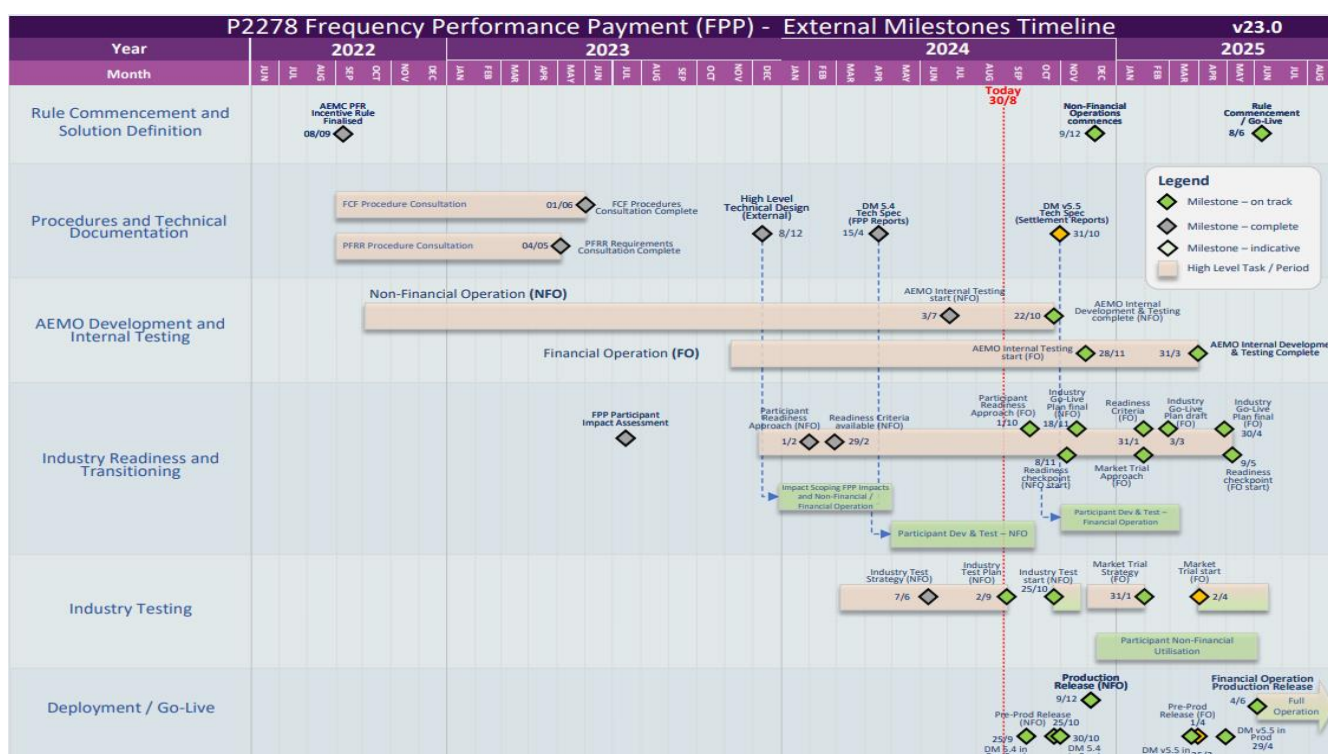 P2278 Frequency Performance Payment (FPP) - External Milestones Timeline
v23.0
Year
2022
2023
2024
2025
Month
JUN JUL AUG SEP OCT NOV DEC JAN FEB MAR APR MAY JUN JUL AUG SEP OCT NOV DEC JAN FEB MAR APR MAY JUN JUL AUG SEP OCT NOV DEC JAN FEB MAR APR MAY JUN JUL AUG
Today
30/8
Rule Commencement and
Solution Definition
AEMC PFR
Incentive Rule
Finalised
08/09
Non-Financial
Operations
commences
9/12
Rule
Commencement
/ Go-Live
8/6
Legend
Milestone – on track
Milestone – complete
Milestone – indicative
High Level Task / Period
Procedures and Technical
Documentation
FCF Procedure Consultation
01/06
FCF Procedures
Consultation Complete
PFRR Procedure Consultation
04/05
PFRR Requirements
Consultation Complete
High Level
Technical Design
(External)
8/12
DM 5.4
Tech Spec
(FPP Reports)
15/4
DM v5.5
Tech Spec
(Settlement Reports)
31/10
AEMO Development and
Internal Testing
Non-Financial Operation (NFO)
AEMO Internal Testing
start (NFO)
3/7
22/10
AEMO Internal
Development & Testing
complete (NFO)
Financial Operation (FO)
AEMO Internal Testing
start (FO)
28/11
31/3
AEMO Internal Developme
& Testing Complete
Industry Readiness and
Transitioning
FPP Participant
Impact Assessment
Participant
Readiness
Approach (NFO)
1/2
Readiness Criteria
available (NFO)
29/2
Participant
Readiness
Approach (FO)
1/10
Industry
Go-Live
Plan final
(NFO)
18/11
Readiness
Criteria
(FO)
31/1
Industry
Go-Live
Plan draft
(FO)
3/3
Industry
Go-Live
Plan final
(FO)
30/4
8/11
Readiness
checkpoint
(NFO start)
Market Trial
Approach
(FO)
9/5
Readiness
checkpoint
(FO start)
Impact Scoping FPP Impacts
and Non-Financial /
Financial Operation
Participant Dev & Test – NFO
Participant Dev & Test –
Financial Operation
Industry Testing
Industry Test
Strategy (NFO)
7/6
Industry
Test Plan
(NFO)
2/9
Industry Test
start (NFO)
25/10
Market Trial
Strategy
(FO)
31/1
Market
Trial start
(FO)
2/4
Participant Non-Financial
Utilisation
Deployment / Go-Live
Production
Release (NFO)
9/12
Pre-Prod Release (NFO)
25/9
25/10
30/10
DM 5.4 in
DM 5.4
Financial Operation
Production Release
4/6
Full
Operation
Pre-Prod
Release (FO)
1/4
DM v5.5 in
DM v5.5 in
Prod
29/4